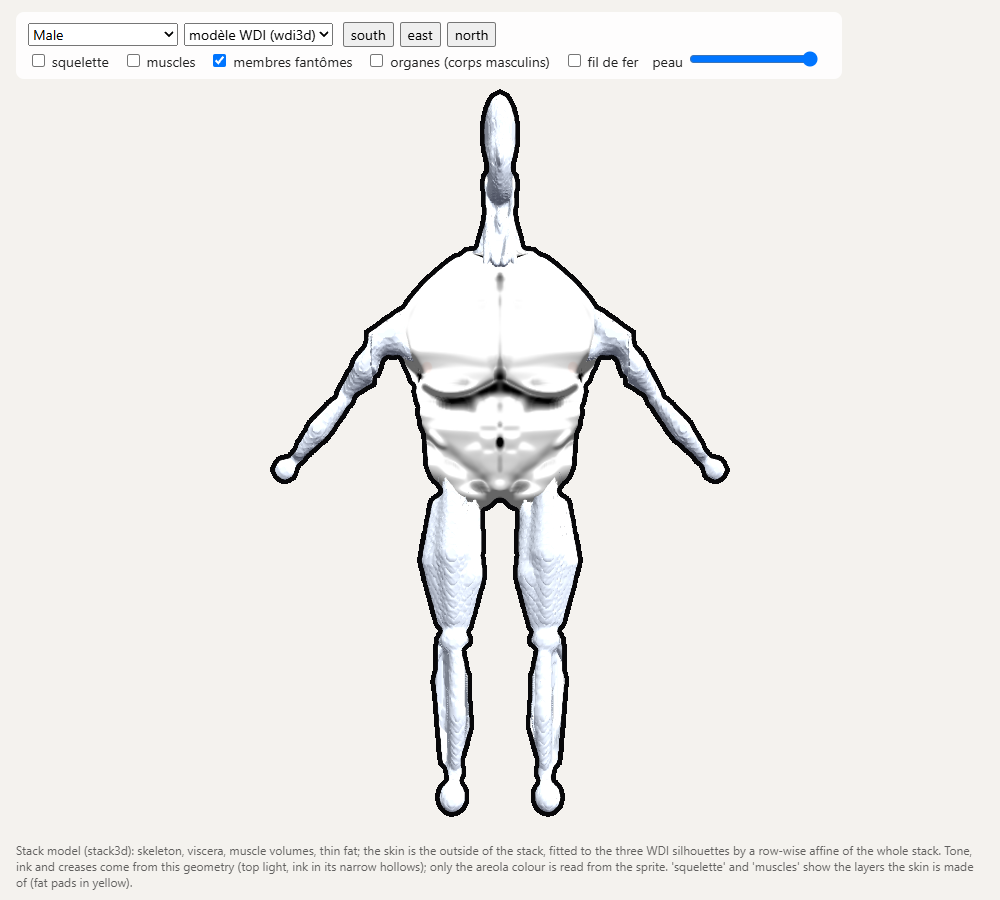 Male modèle WDI (wdi3d) south east north
squelette muscles membres fantômes organes (corps masculins) fil de fer peau
Stack model (stack3d): skeleton, viscera, muscle volumes, thin fat; the skin is the outside of the stack, fitted to the three WDI silhouettes by a row-wise affine of the whole stack. Tone,
ink and creases come from this geometry (top light, ink in its narrow hollows); only the areola colour is read from the sprite. 'squelette' and 'muscles' show the layers the skin is made
of (fat pads in yellow).